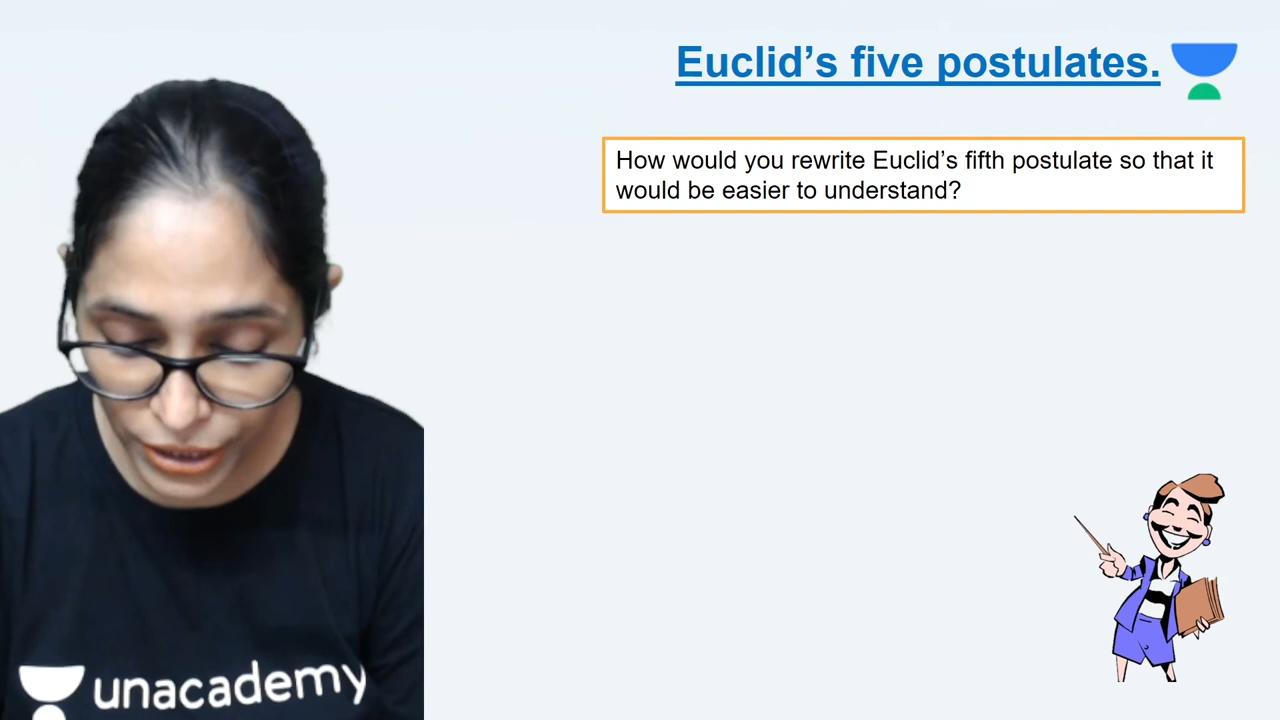 Euclid’s five postulates.
How would you rewrite Euclid’s fifth postulate so that it
would be easier to understand?
unacademy